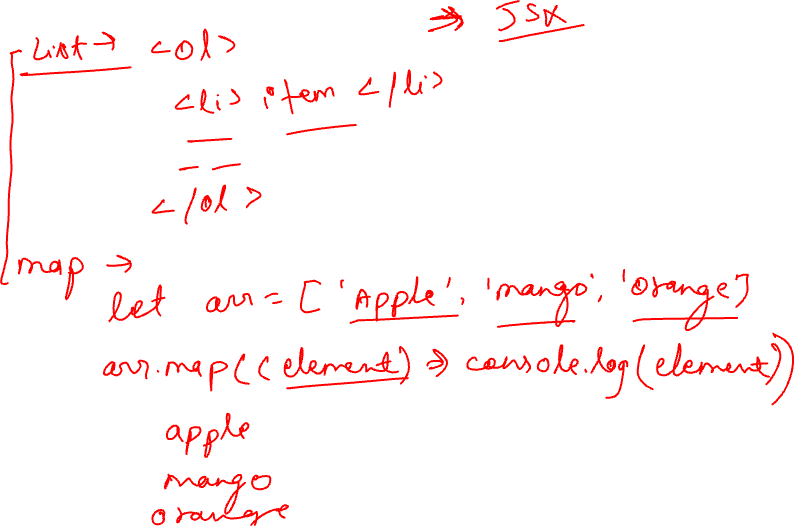 ⇒ JSX
List → <ol>
<li> item </li>
</ol>
map →
let arr = ['Apple', 'mango', 'orange]
arr.map((element) => console.log(element))
apple
mango
orange